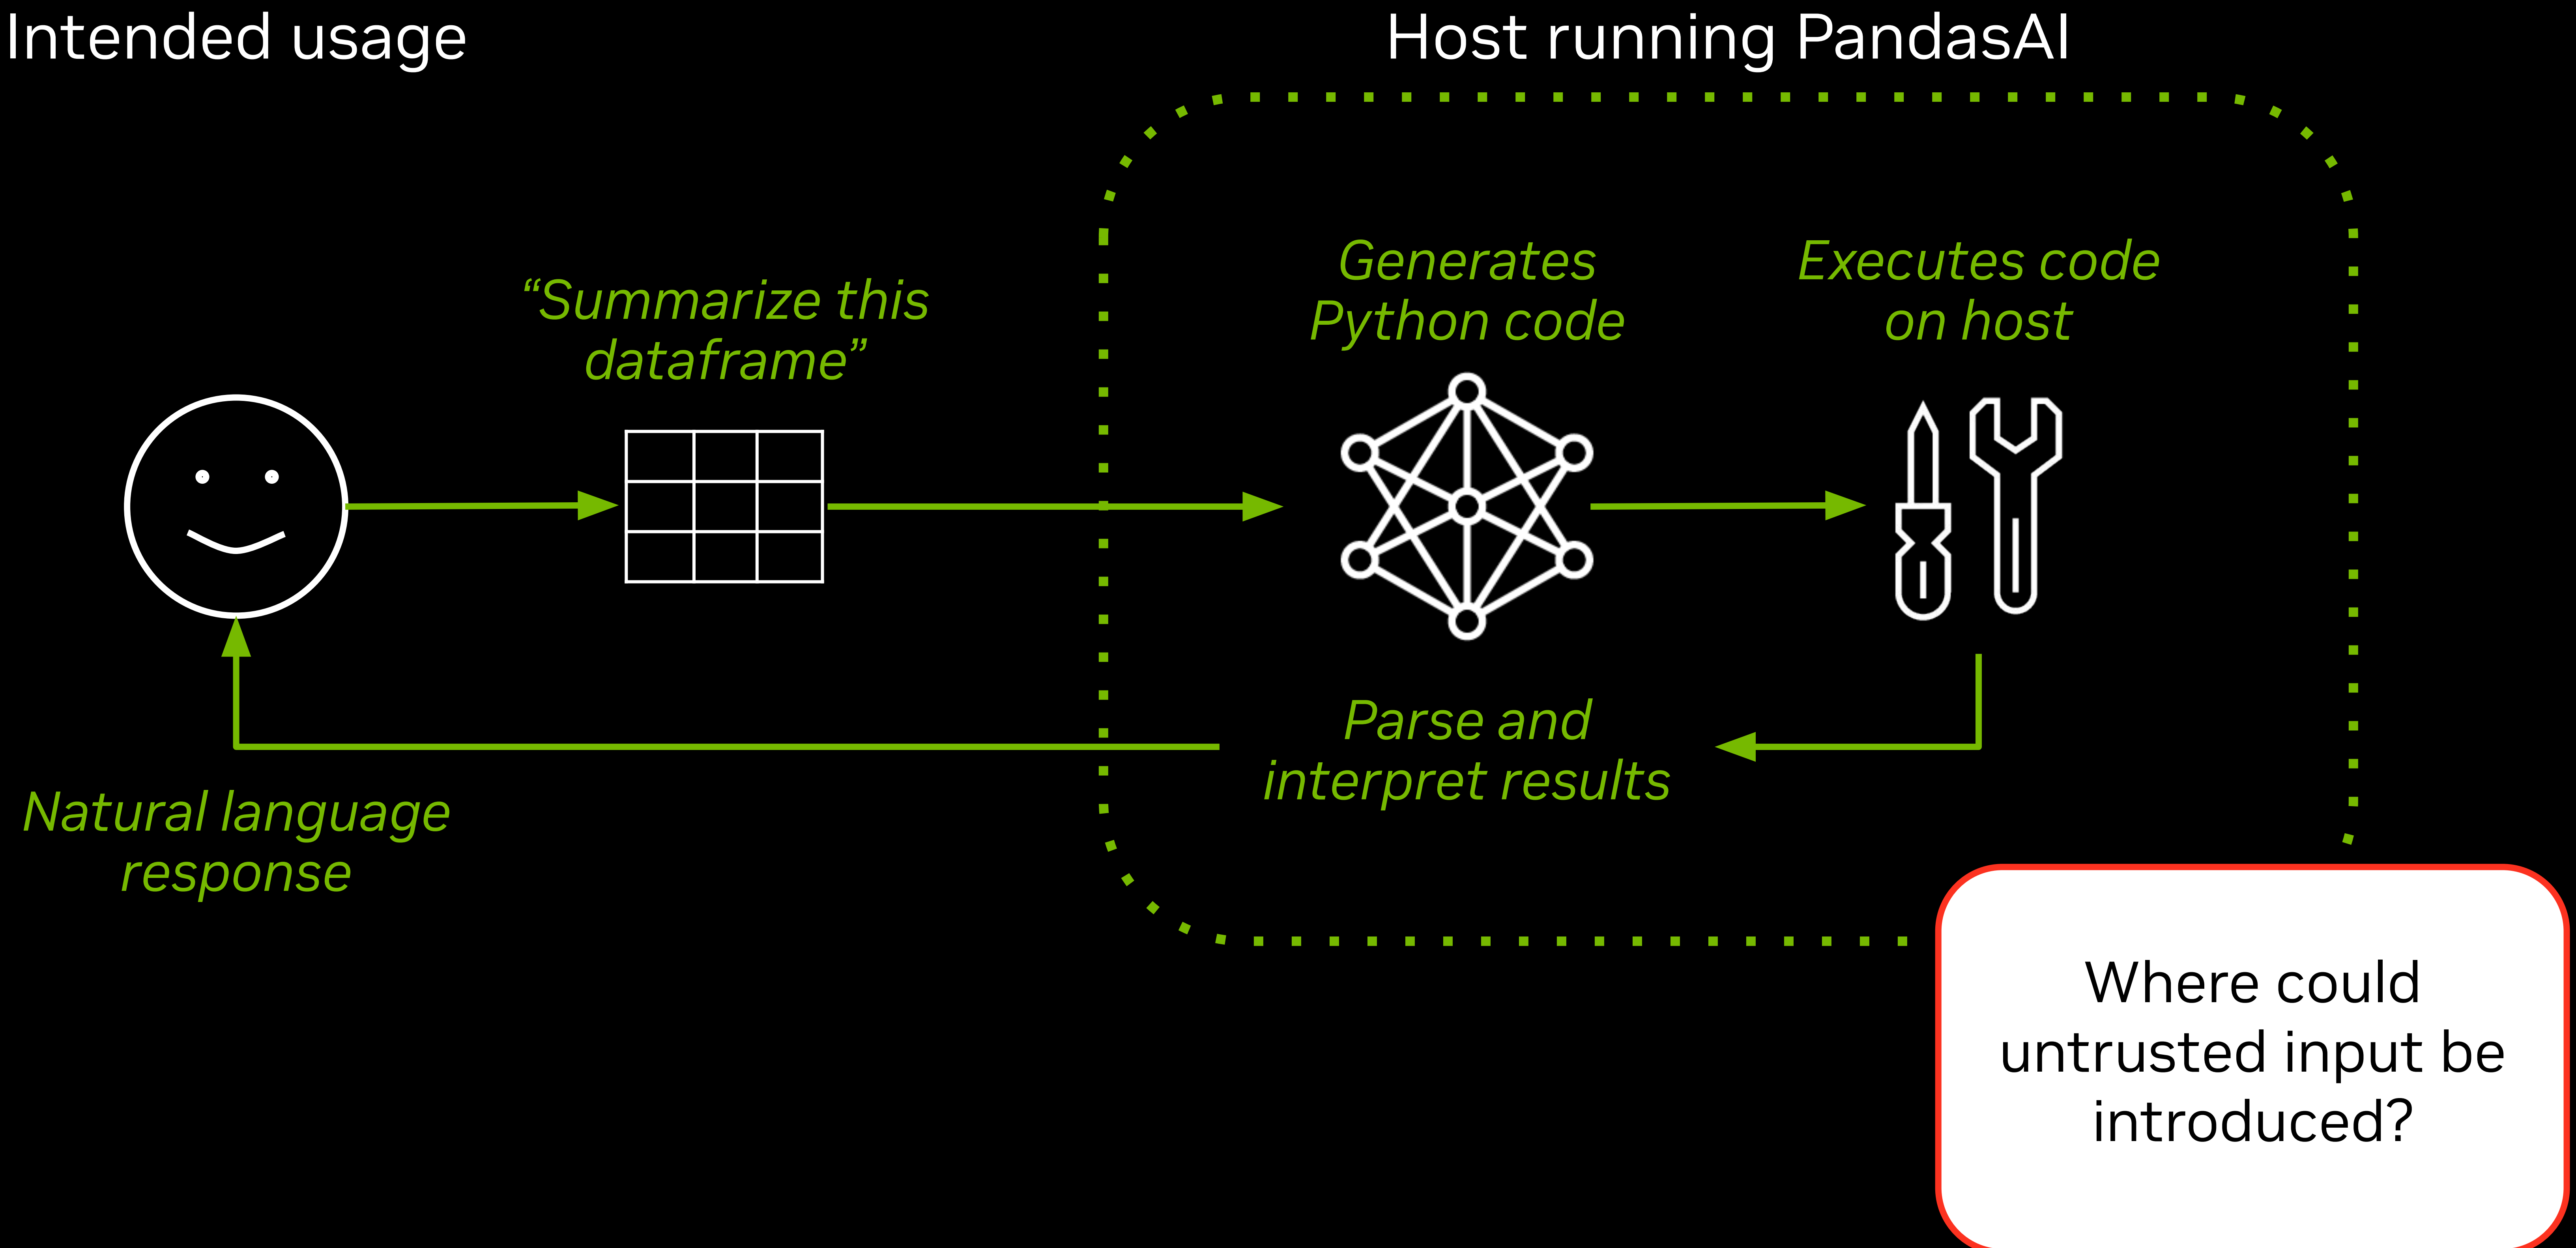 Intended usage
Host running PandasAI
“Summarize this
dataframe”
Generates
Python code
Executes code
on host
Parse and
interpret results
Natural language
response
Where could
untrusted input be
introduced?